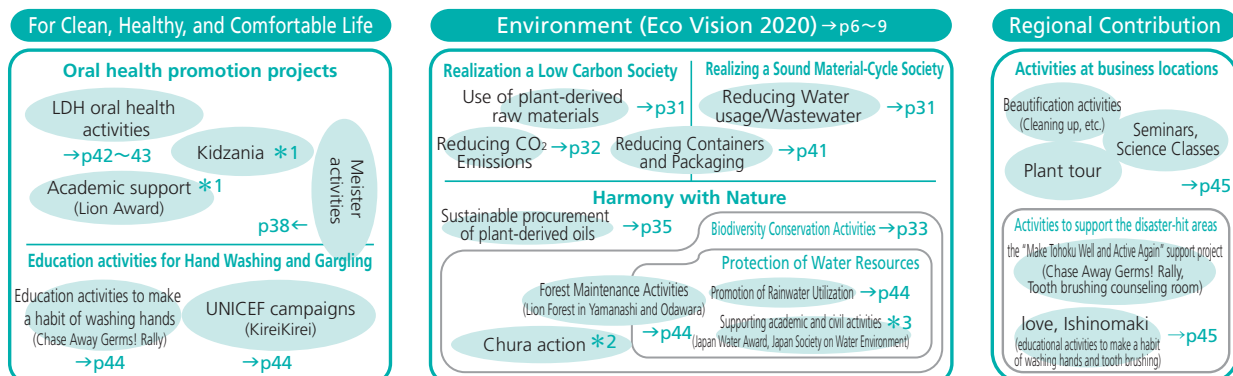 For Clean, Healthy, and Comfortable Life
Oral health promotion projects
LDH oral health
activities
→p42～43
Kidzania ＊1
Academic support ＊1
(Lion Award)
Meister
activities
p38←
Education activities for Hand Washing and Gargling
Education activities to make
a habit of washing hands
(Chase Away Germs! Rally)
→p44
UNICEF campaigns
(KireiKirei)
→p44
Environment (Eco Vision 2020) →p6～9
Realization a Low Carbon Society
Use of plant-derived
raw materials
→p31
Reducing CO₂
Emissions
→p32
Realizing a Sound Material-Cycle Society
Reducing Water
usage/Wastewater
→p31
Reducing Containers
and Packaging
→p41
Harmony with Nature
Sustainable procurement
of plant-derived oils
→p35
Biodiversity Conservation Activities →p33
Protection of Water Resources
Forest Maintenance Activities
(Lion Forest in Yamanashi and Odawara)
→p44
Promotion of Rainwater Utilization →p44
Supporting academic and civil activities ＊3
(Japan Water Award, Japan Society on Water Environment)
Chura action ＊2
Regional Contribution
Activities at business locations
Beautification activities
(Cleaning up, etc.)
Seminars,
Science Classes
Plant tour
→p45
Activities to support the disaster-hit areas
the "Make Tohoku Well and Active Again" support project
(Chase Away Germs! Rally,
Tooth brushing counseling room)
love, Ishinomaki
(educational activities to make a habit
of washing hands and tooth brushing)
→p45